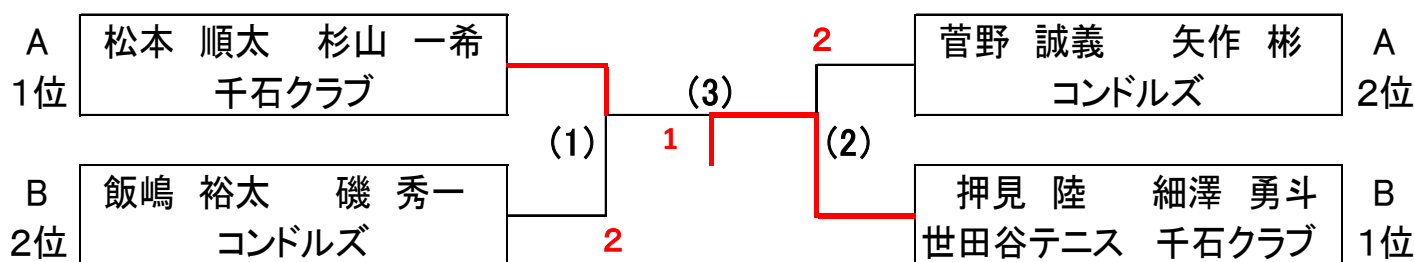 A
1位
松本 順太 杉山 一希
千石クラブ
B
2位
飯嶋 裕太 磯 秀一
コンドルズ
(1)
2
(3)
1
2
(2)
菅野 誠義 矢作 彬
コンドルズ
A
2位
押見 陸 細澤 勇斗
世田谷テニス 千石クラブ
B
1位